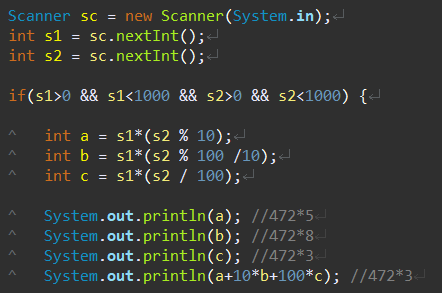 Scanner sc = new Scanner(System.in);↵
int s1 = sc.nextInt();↵
int s2 = sc.nextInt();↵
if(s1>0 && s1<1000 && s2>0 && s2<1000) {↵
^   int a = s1*(s2 % 10);↵
^   int b = s1*(s2 % 100 /10);↵
^   int c = s1*(s2 / 100);↵
^   System.out.println(a); //472*5↵
^   System.out.println(b); //472*8↵
^   System.out.println(c); //472*3↵
^   System.out.println(a+10*b+100*c); //472*3↵